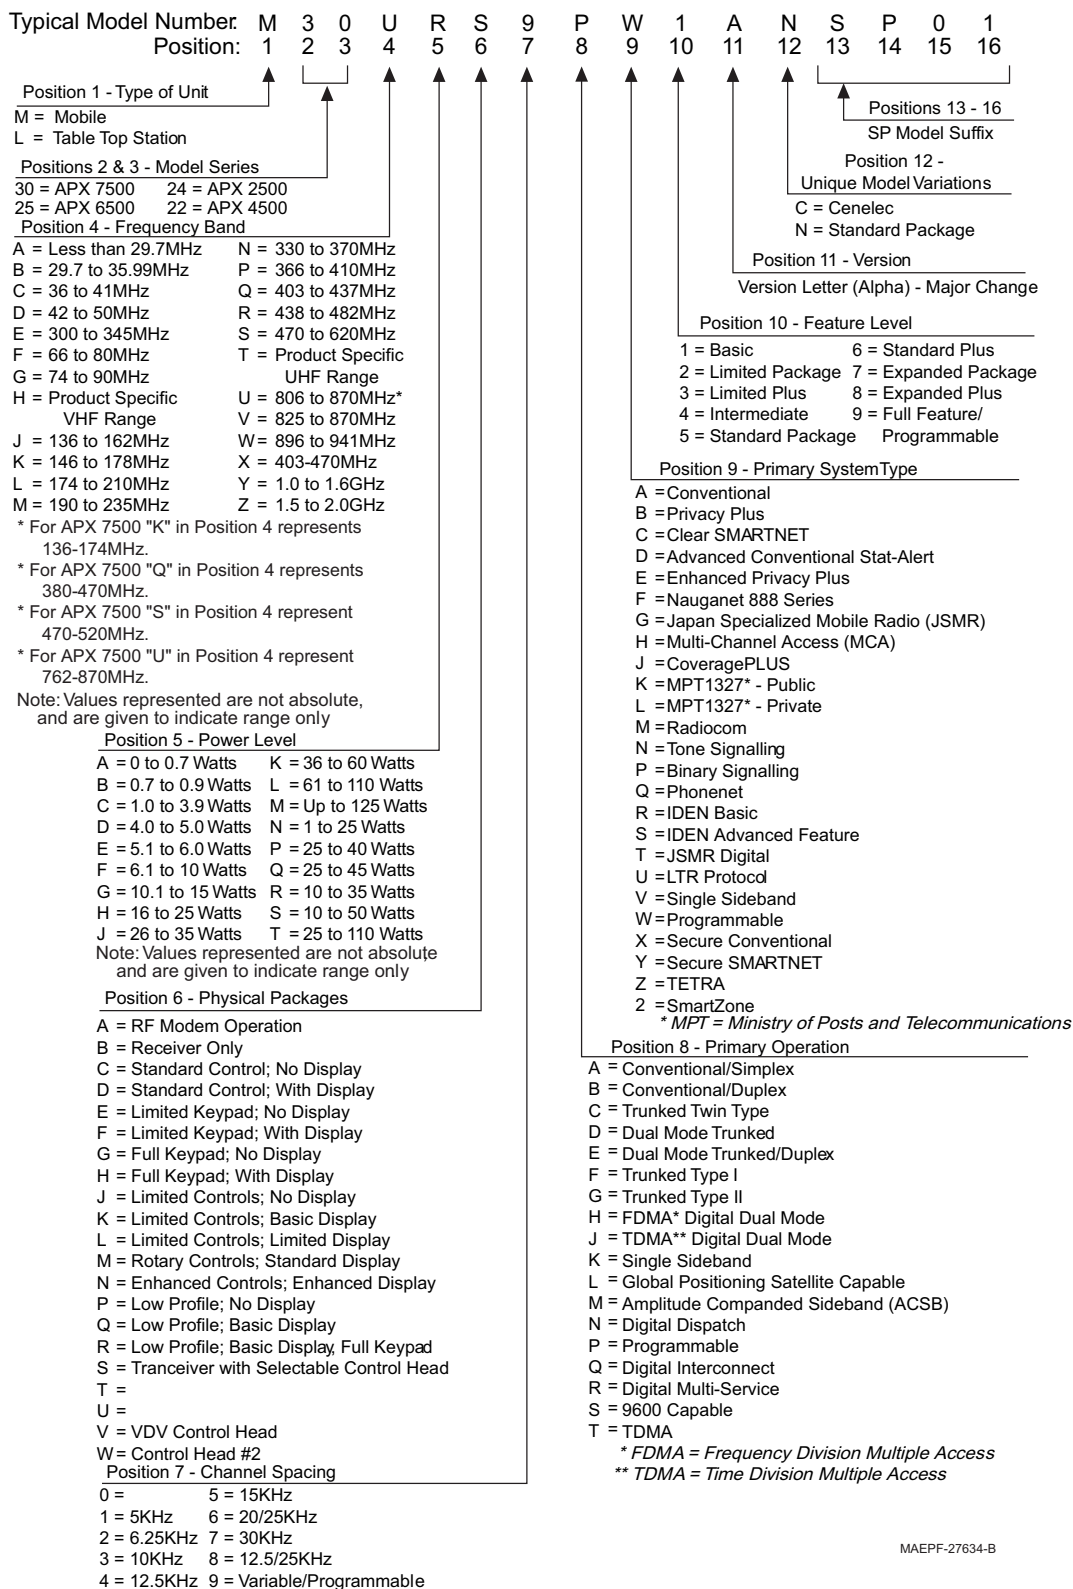 Typical Model Number: M 3 0 U R S 9 P W 1 A N S P 0 1
Position: 1 2 3 4 5 6 7 8 9 10 11 12 13 14 15 16
Position 1 - Type of Unit
M = Mobile
L = Table Top Station
Positions 2 & 3 - Model Series
30 = APX 7500 24 = APX 2500
25 = APX 6500 22 = APX 4500
Position 4 - Frequency Band
A = Less than 29.7MHz N = 330 to 370MHz
B = 29.7 to 35.99MHz P = 366 to 410MHz
C = 36 to 41MHz Q = 403 to 437MHz
D = 42 to 50MHz R = 438 to 482MHz
E = 300 to 345MHz S = 470 to 620MHz
F = 66 to 80MHz T = Product Specific
G = 74 to 90MHz UHF Range
H = Product Specific U = 806 to 870MHz*
VHF Range V = 825 to 870MHz
J = 136 to 162MHz W = 896 to 941MHz
K = 146 to 178MHz X = 403-470MHz
L = 174 to 210MHz Y = 1.0 to 1.6GHz
M = 190 to 235MHz Z = 1.5 to 2.0GHz
* For APX 7500 "K" in Position 4 represents
136-174MHz.
* For APX 7500 "Q" in Position 4 represents
380-470MHz.
* For APX 7500 "S" in Position 4 represent
470-520MHz.
* For APX 7500 "U" in Position 4 represent
762-870MHz.
Note: Values represented are not absolute,
and are given to indicate range only
Position 5 - Power Level
A = 0 to 0.7 Watts K = 36 to 60 Watts
B = 0.7 to 0.9 Watts L = 61 to 110 Watts
C = 1.0 to 3.9 Watts M = Up to 125 Watts
D = 4.0 to 5.0 Watts N = 1 to 25 Watts
E = 5.1 to 6.0 Watts P = 25 to 40 Watts
F = 6.1 to 10 Watts Q = 25 to 45 Watts
G = 10.1 to 15 Watts R = 10 to 35 Watts
H = 16 to 25 Watts S = 10 to 50 Watts
J = 26 to 35 Watts T = 25 to 110 Watts
Note: Values represented are not absolute,
and are given to indicate range only
Position 6 - Physical Packages
A = RF Modem Operation
B = Receiver Only
C = Standard Control; No Display
D = Standard Control; With Display
E = Limited Keypad; No Display
F = Limited Keypad; With Display
G = Full Keypad; No Display
H = Full Keypad; With Display
J = Limited Controls; No Display
K = Limited Controls; Basic Display
L = Limited Controls; Limited Display
M = Rotary Controls; Standard Display
N = Enhanced Controls; Enhanced Display
P = Low Profile; No Display
Q = Low Profile; Basic Display
R = Low Profile; Basic Display, Full Keypad
S = Tranceiver with Selectable Control Head
T =
U =
V = VDV Control Head
W = Control Head #2
Position 7 - Channel Spacing
0 = 5 = 15KHz
1 = 5KHz 6 = 20/25KHz
2 = 6.25KHz 7 = 30KHz
3 = 10KHz 8 = 12.5/25KHz
4 = 12.5KHz 9 = Variable/Programmable
Positions 13 - 16
SP Model Suffix
Position 12 -
Unique Model Variations
C = Cenelec
N = Standard Package
Position 11 - Version
Version Letter (Alpha) - Major Change
Position 10 - Feature Level
1 = Basic 6 = Standard Plus
2 = Limited Package 7 = Expanded Package
3 = Limited Plus 8 = Expanded Plus
4 = Intermediate 9 = Full Feature/
5 = Standard Package Programmable
Position 9 - Primary System Type
A = Conventional
B = Privacy Plus
C = Clear SMARTNET
D = Advanced Conventional Stat-Alert
E = Enhanced Privacy Plus
F = Nauganet 888 Series
G = Japan Specialized Mobile Radio (JSMR)
H = Multi-Channel Access (MCA)
J = CoveragePLUS
K = MPT1327* - Public
L = MPT1327* - Private
M = Radiocom
N = Tone Signalling
P = Binary Signalling
Q = Phonenet
R = IDEN Basic
S = IDEN Advanced Feature
T = JSMR Digital
U = LTR Protocol
V = Single Sideband
W = Programmable
X = Secure Conventional
Y = Secure SMARTNET
Z = TETRA
2 = SmartZone
* MPT = Ministry of Posts and Telecommunications
Position 8 - Primary Operation
A = Conventional/Simplex
B = Conventional/Duplex
C = Trunked Twin Type
D = Dual Mode Trunked
E = Dual Mode Trunked/Duplex
F = Trunked Type I
G = Trunked Type II
H = FDMA* Digital Dual Mode
J = TDMA** Digital Dual Mode
K = Single Sideband
L = Global Positioning Satellite Capable
M = Amplitude Companded Sideband (ACSB)
N = Digital Dispatch
P = Programmable
Q = Digital Interconnect
R = Digital Multi-Service
S = 9600 Capable
T = TDMA
* FDMA = Frequency Division Multiple Access
** TDMA = Time Division Multiple Access
MAEPF-27634-B